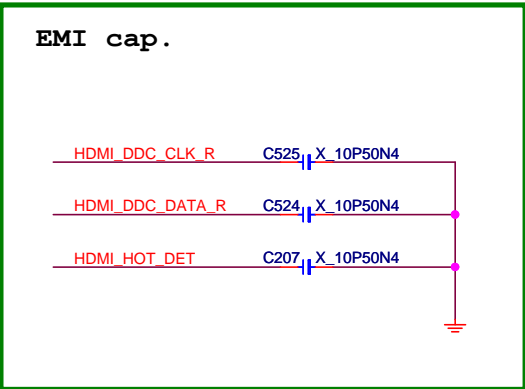 EMI cap.
HDMI_DDC_CLK_R C525 X_10P50N4
HDMI_DDC_DATA_R C524 X_10P50N4
HDMI_HOT_DET C207 X_10P50N4